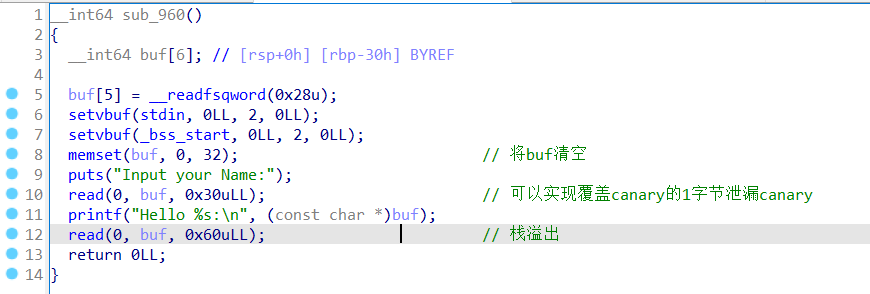 1 __int64 sub_960()
2 {
3 __int64 buf[6]; // [rsp+0h] [rbp-30h] BYREF
4
5 buf[5] = __readfsqword(0x28u);
6 setvbuf(stdin, 0LL, 2, 0LL);
7 setvbuf(_bss_start, 0LL, 2, 0LL);
8 memset(buf, 0, 32); // 将buf清空
9 puts("Input your Name:");
10 read(0, buf, 0x30uLL); // 可以实现覆盖canary的1字节泄漏canary
11 printf("Hello %s:\n", (const char *)buf);
12 read(0, buf, 0x60uLL); // 栈溢出
13 return 0LL;
14 }